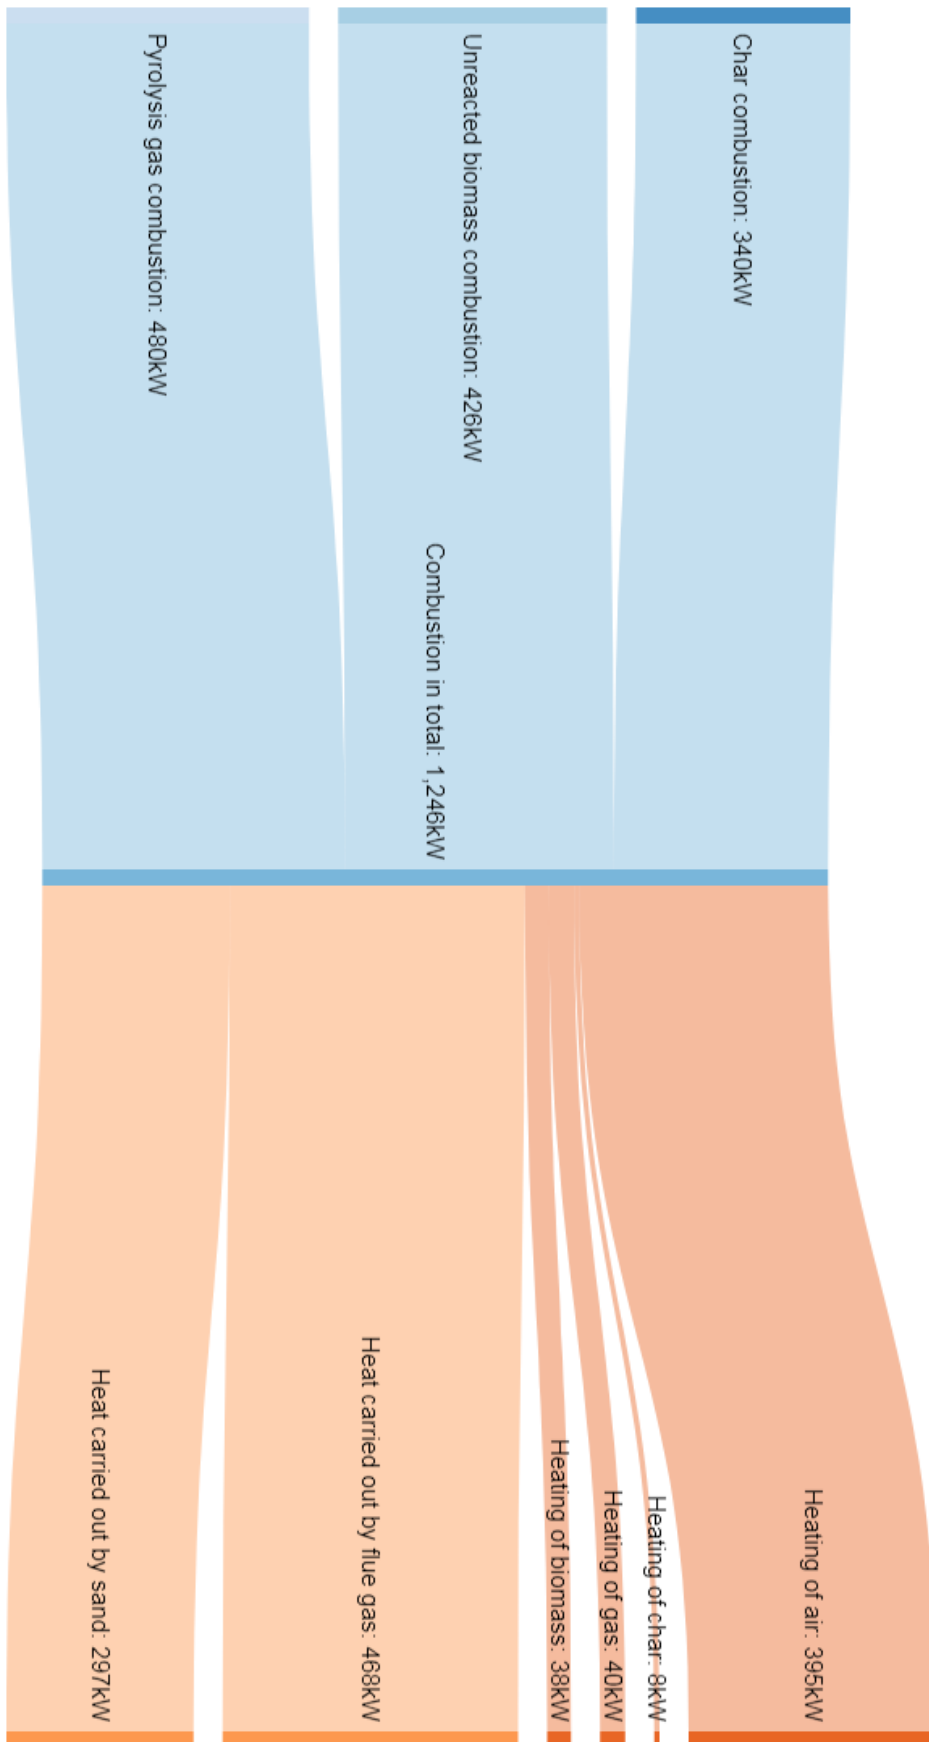 Char combustion: 340kW
Unreacted biomass combustion: 426kW
Pyrolysis gas combustion: 480kW
Combustion in total: 1,246kW
Heating of air: 395kW
Heating of char: 8kW
Heating of gas: 40kW
Heating of biomass: 38kW
Heat carried out by flue gas: 468kW
Heat carried out by sand: 297kW